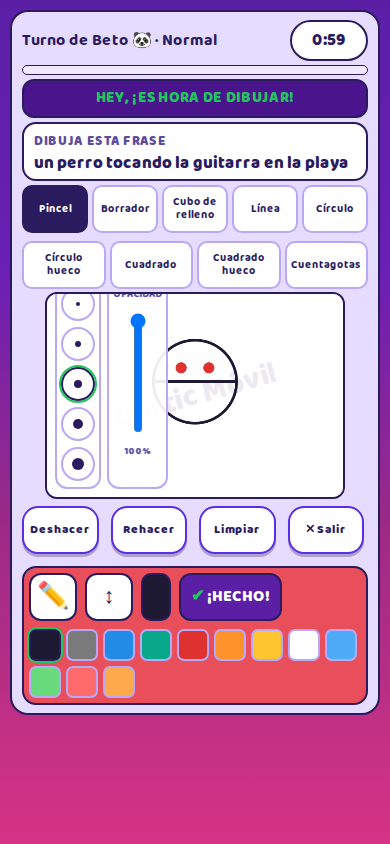 Turno de Beto 🐼 · Normal
0:59
HEY, ¡ES HORA DE DIBUJAR!
DIBUJA ESTA FRASE
un perro tocando la guitarra en la playa
Pincel
Borrador
Cubo de
relleno
Línea
Círculo
Círculo
hueco
Cuadrado
Cuadrado
hueco
Cuentagotas
OPACIDAD
tic Móvil
100%
Deshacer
Rehacer
Limpiar
✕ Salir
✔ ¡HECHO!